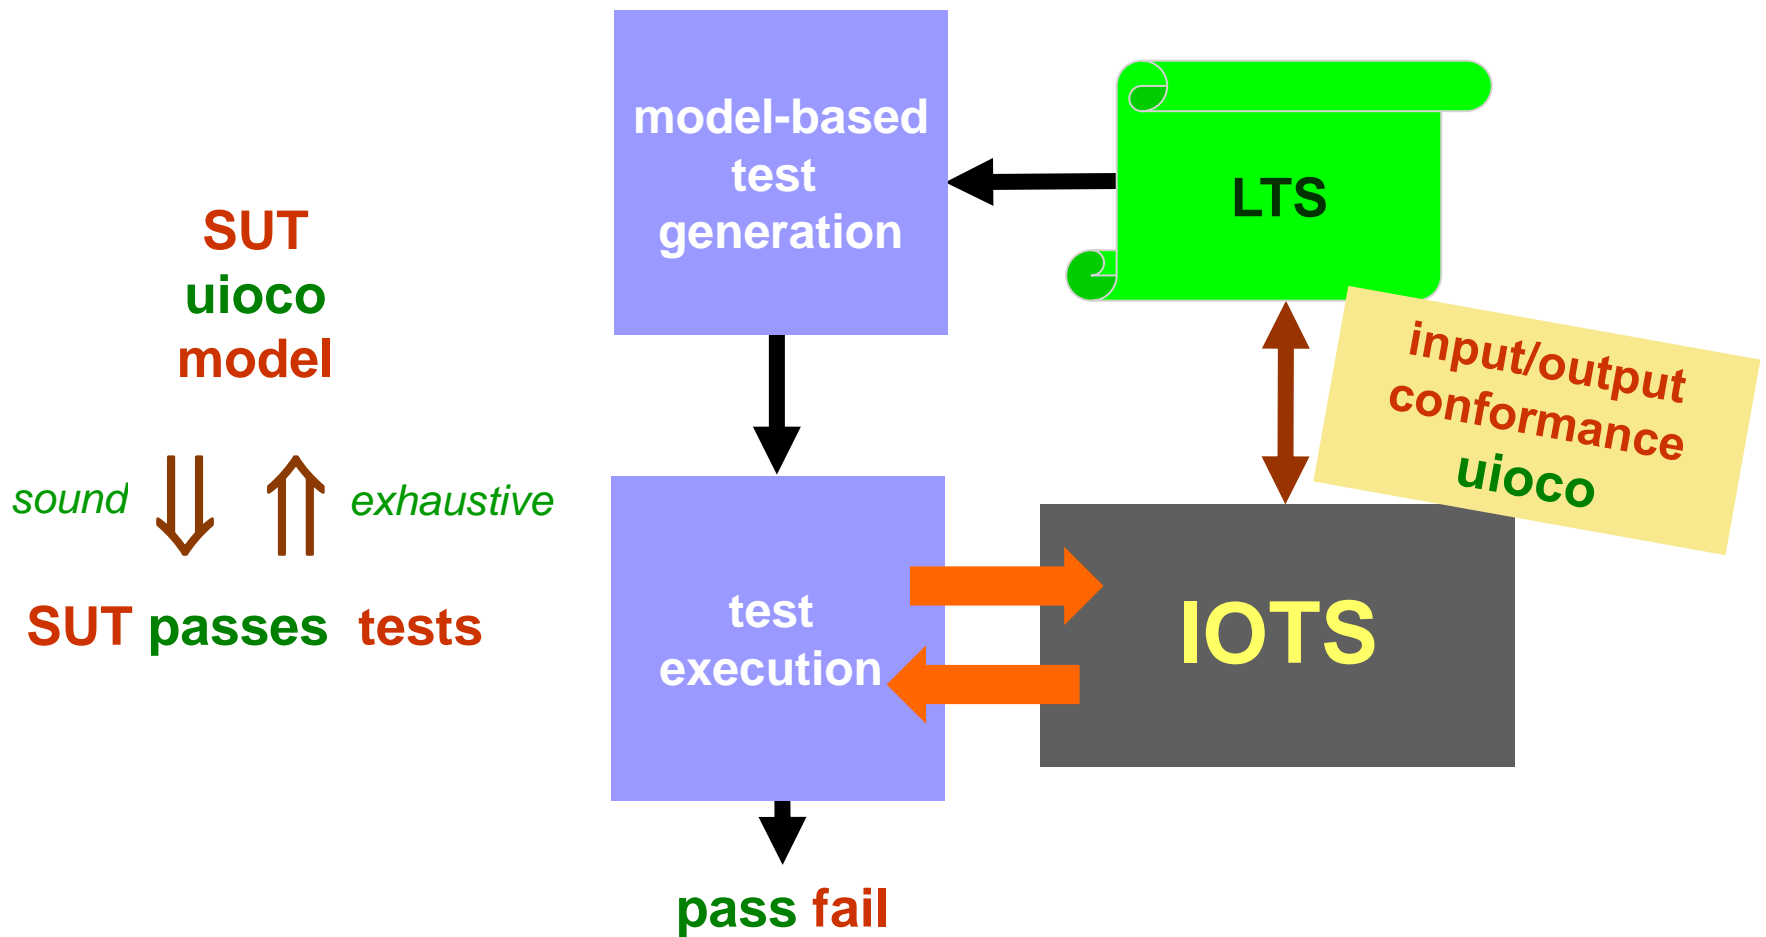 SUT
uioco
model
sound
exhaustive
SUT passes tests
model-based
test
generation
LTS
input/output
conformance
uioco
test
execution
IOTS
pass fail